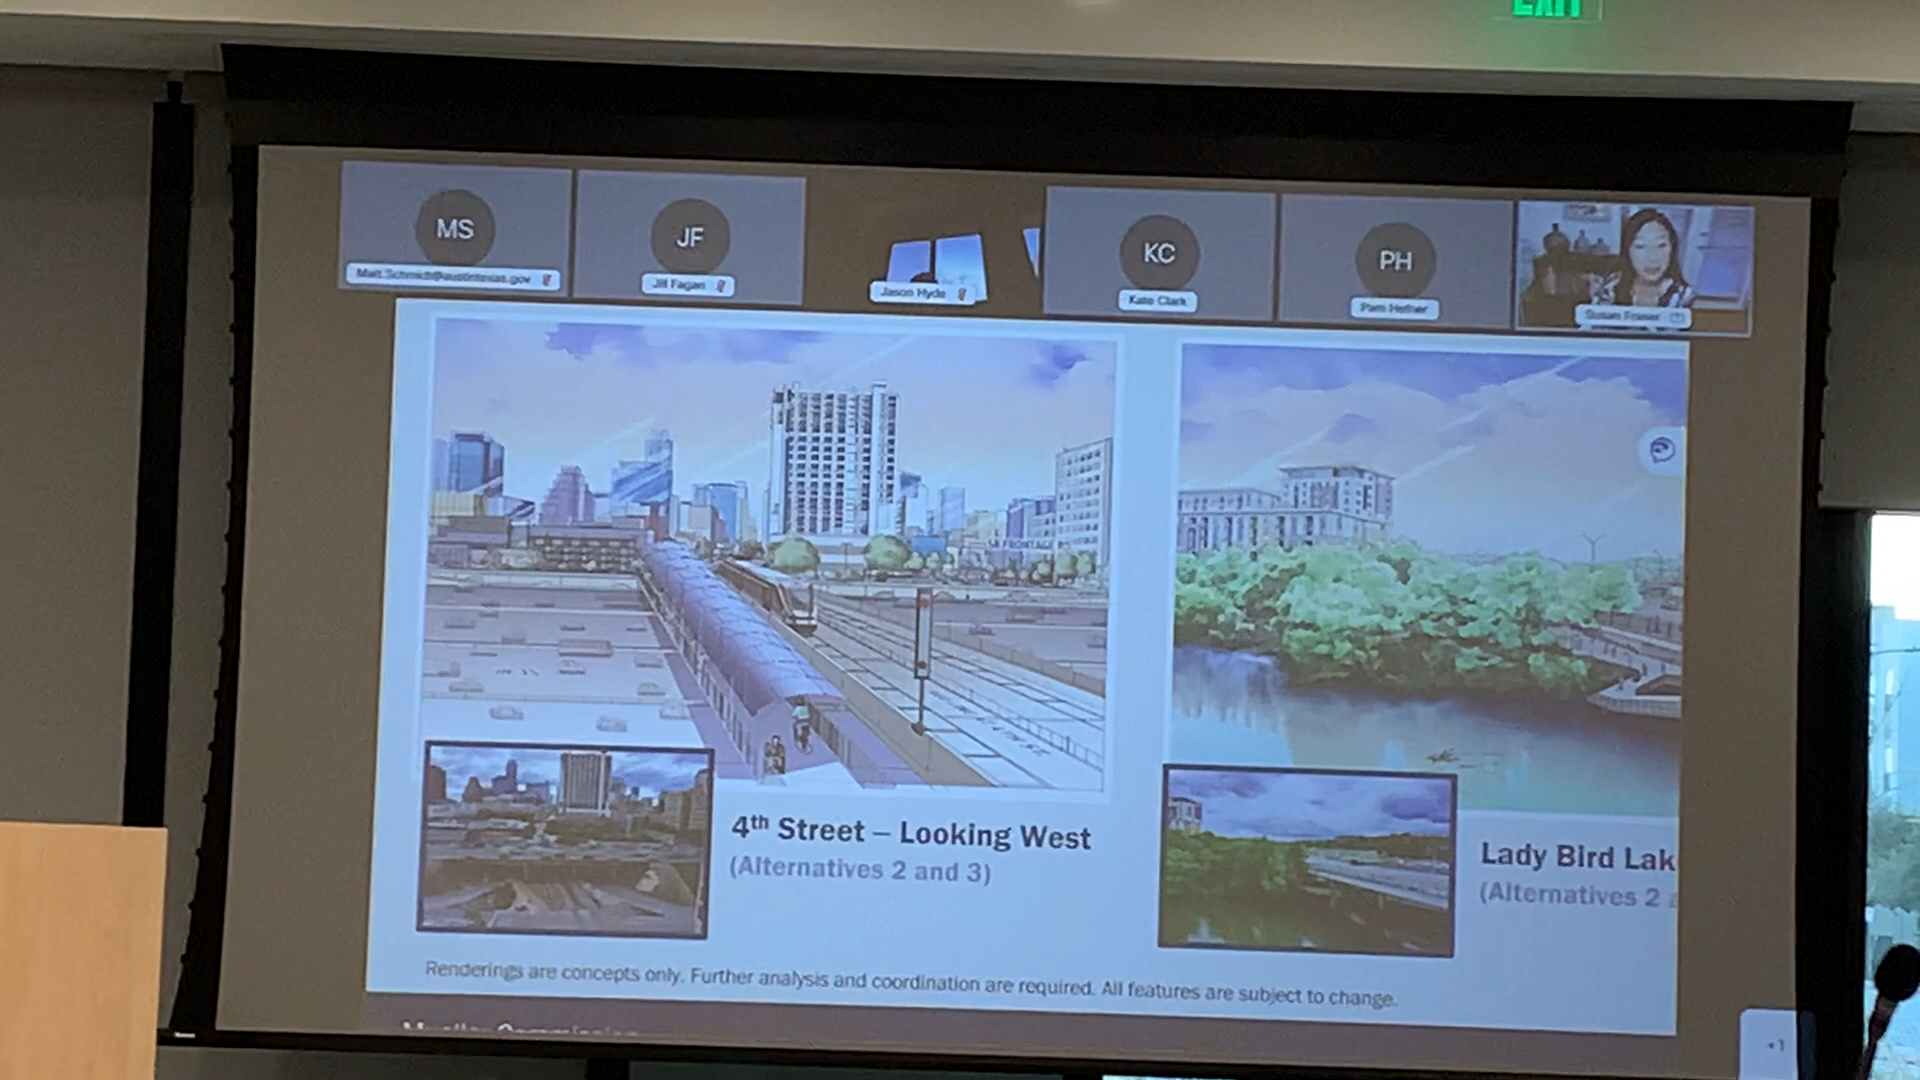 EXIT
MS
JF
KC
PH
Matt.Schmidt@austintexas.gov
Jill Fagan
Jason Hyde
Kate Clark
Pam Hefner
Susan Fraser
FRONTAGE
4th Street – Looking West
(Alternatives 2 and 3)
Lady Bird Lak
(Alternatives 2 a
Renderings are concepts only. Further analysis and coordination are required. All features are subject to change.
+1